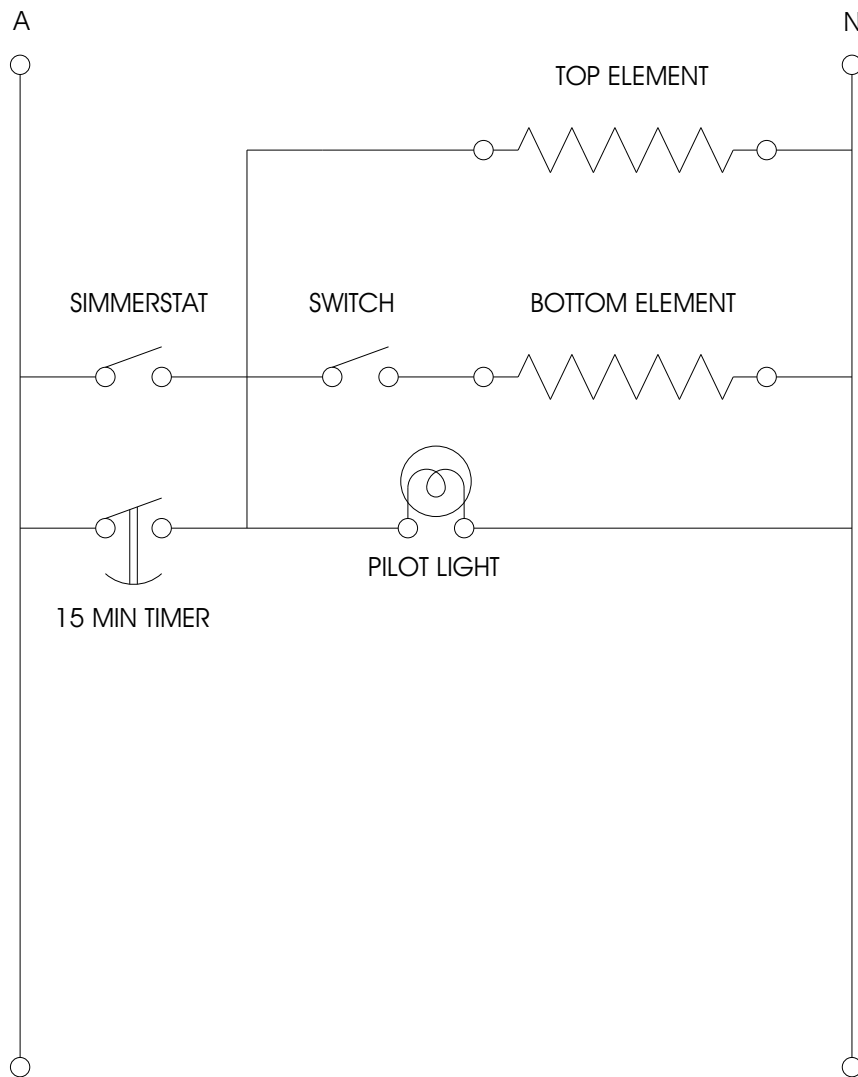 A
N
TOP ELEMENT
SIMMERSTAT
SWITCH
BOTTOM ELEMENT
PILOT LIGHT
15 MIN TIMER